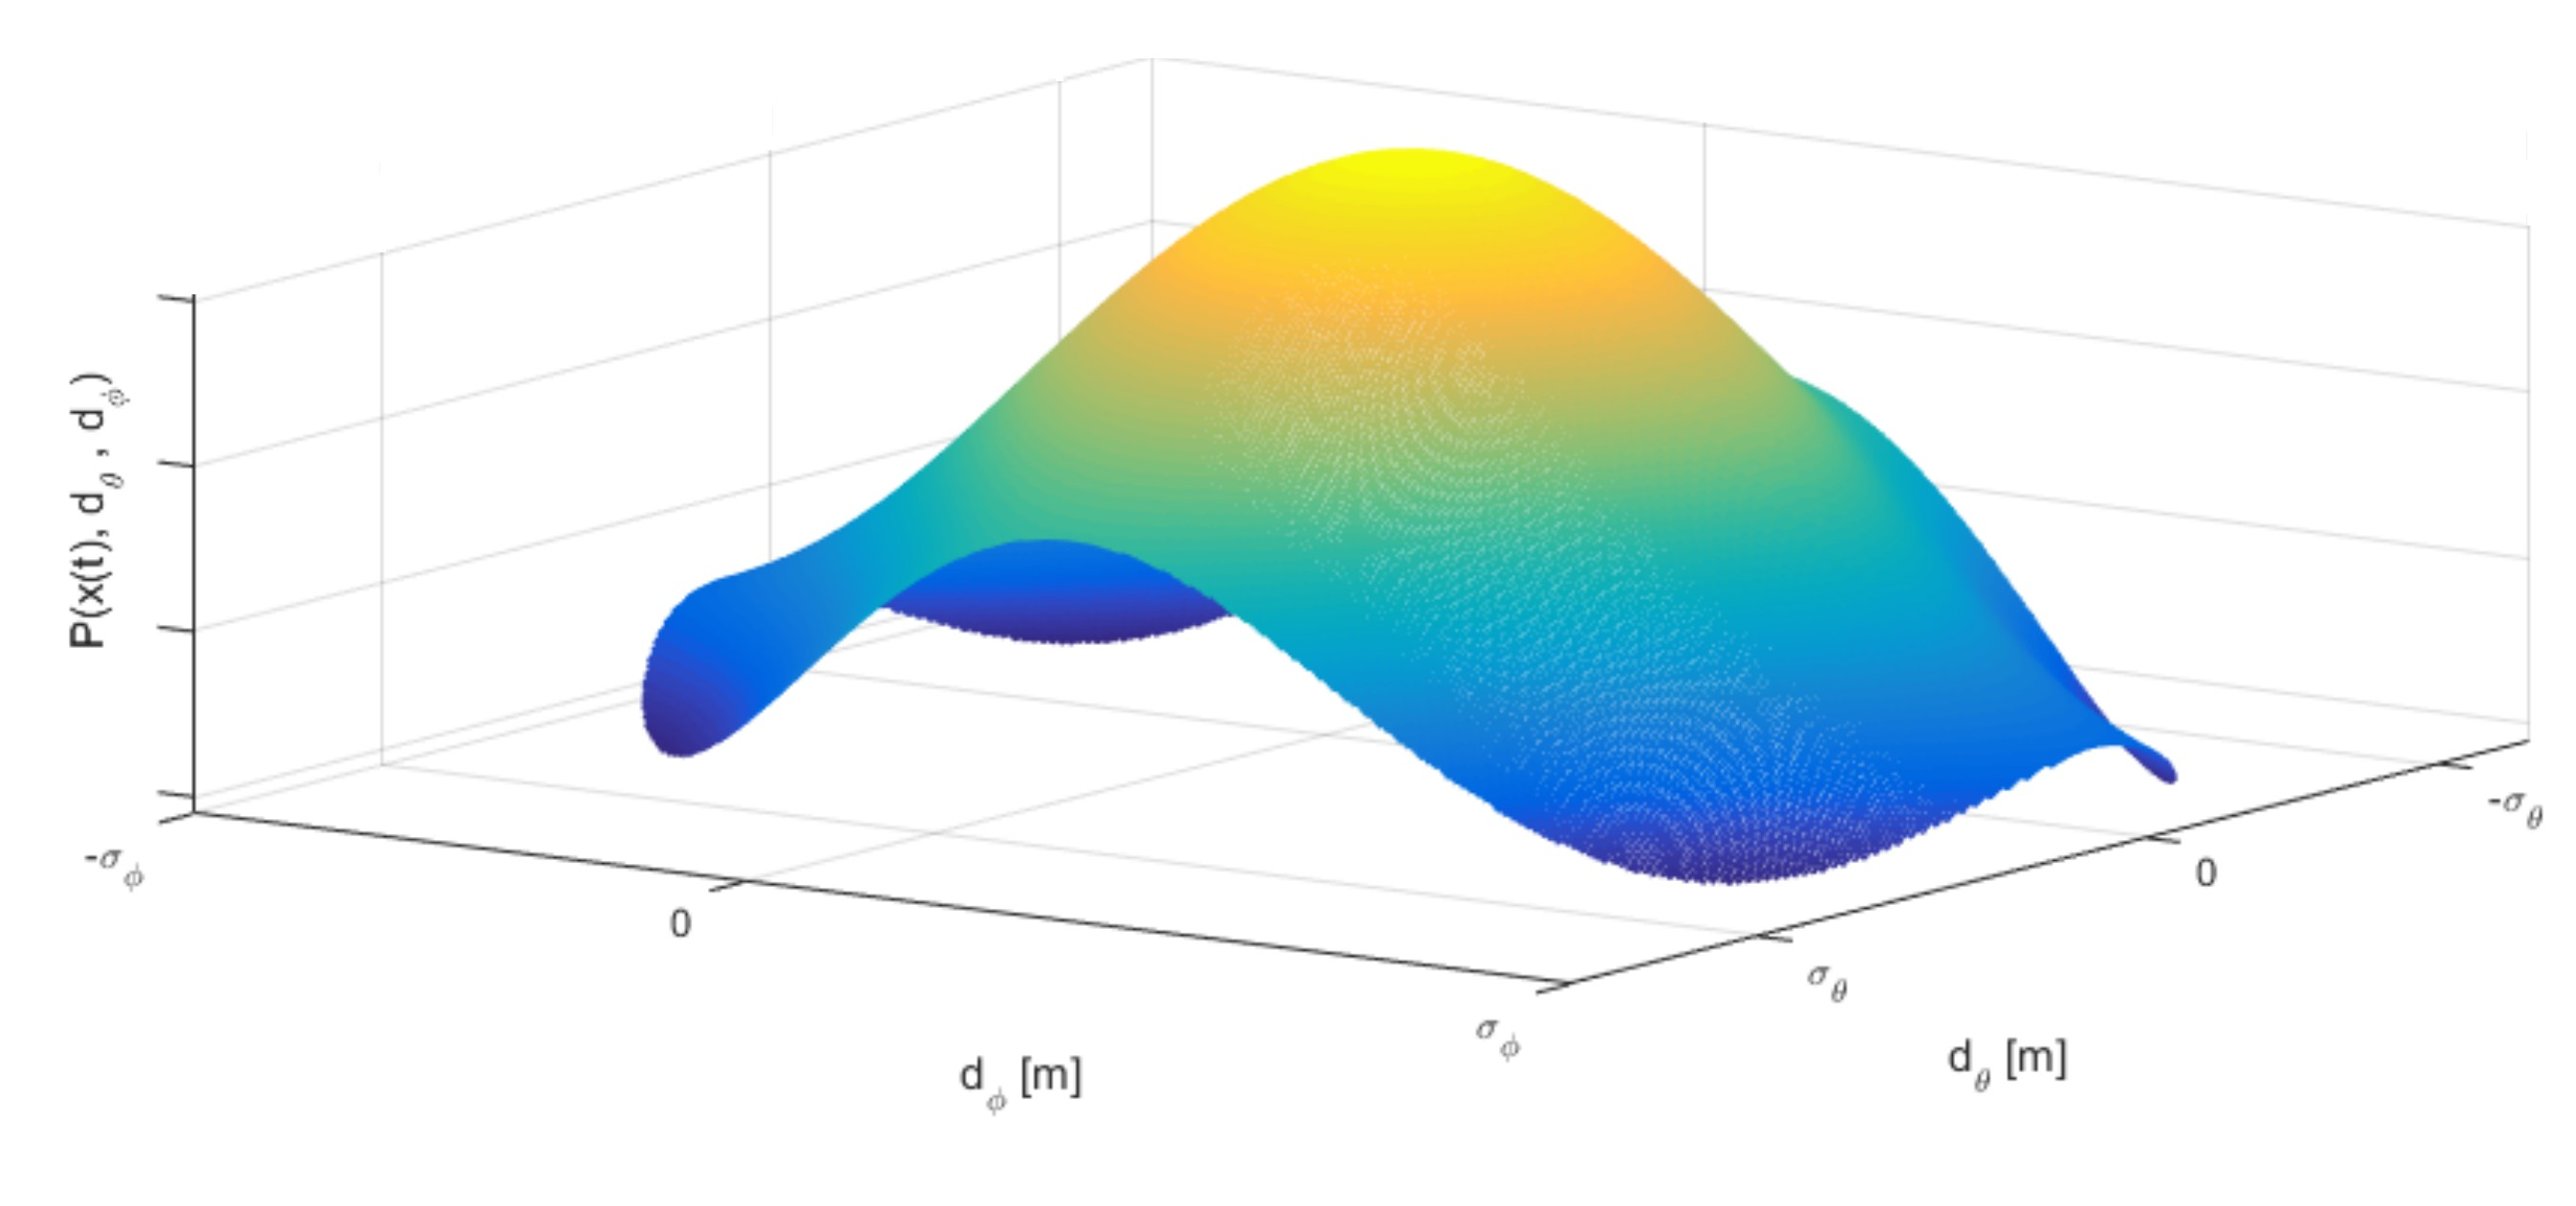 P(x(t), d_θ, d_ϕ)
-σ_ϕ
0
σ_ϕ
d_ϕ [m]
σ_θ
0
-σ_θ
d_θ [m]